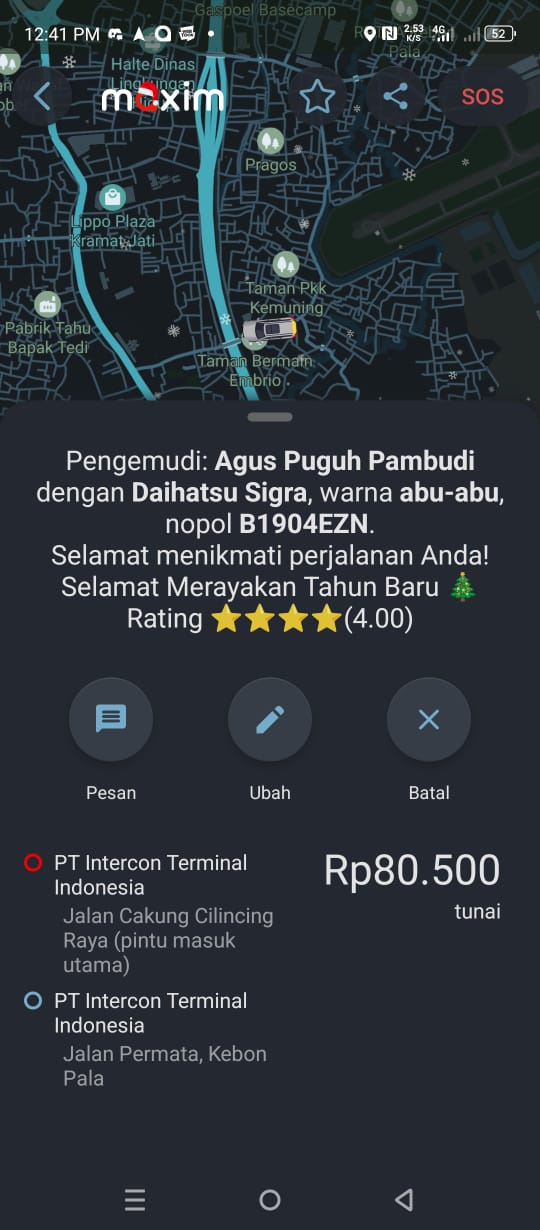 Gaspoel Basecamp
12:41 PM 2.53 K/S 4G 52
Pala
Halte Dinas
Lingkungan
maxim
SOS
Pragos
Lippo Plaza
Kramat Jati
Taman Pkk
Kemuning
Pabrik Tahu
Bapak Tedi
Taman Bermain
Embrio
Pengemudi: Agus Puguh Pambudi
dengan Daihatsu Sigra, warna abu-abu,
nopol B1904EZN.
Selamat menikmati perjalanan Anda!
Selamat Merayakan Tahun Baru 🎄
Rating ⭐⭐⭐⭐(4.00)
Pesan
Ubah
Batal
PT Intercon Terminal
Indonesia
Rp80.500
tunai
Jalan Cakung Cilincing
Raya (pintu masuk
utama)
PT Intercon Terminal
Indonesia
Jalan Permata, Kebon
Pala